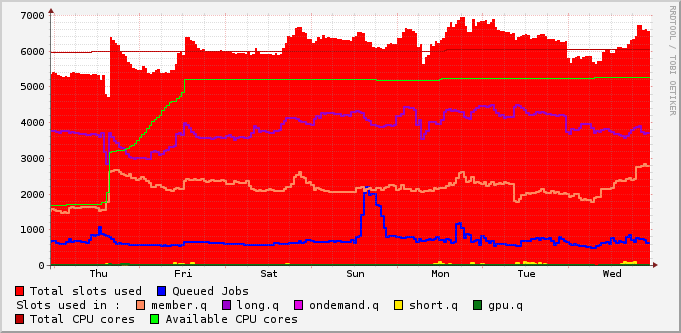 7000
6000
5000
4000
3000
2000
1000
0
Thu Fri Sat Sun Mon Tue Wed
RRDTOOL / TOBI OETIKER
Total slots used Queued Jobs
Slots used in : member.q long.q ondemand.q short.q gpu.q
Total CPU cores Available CPU cores